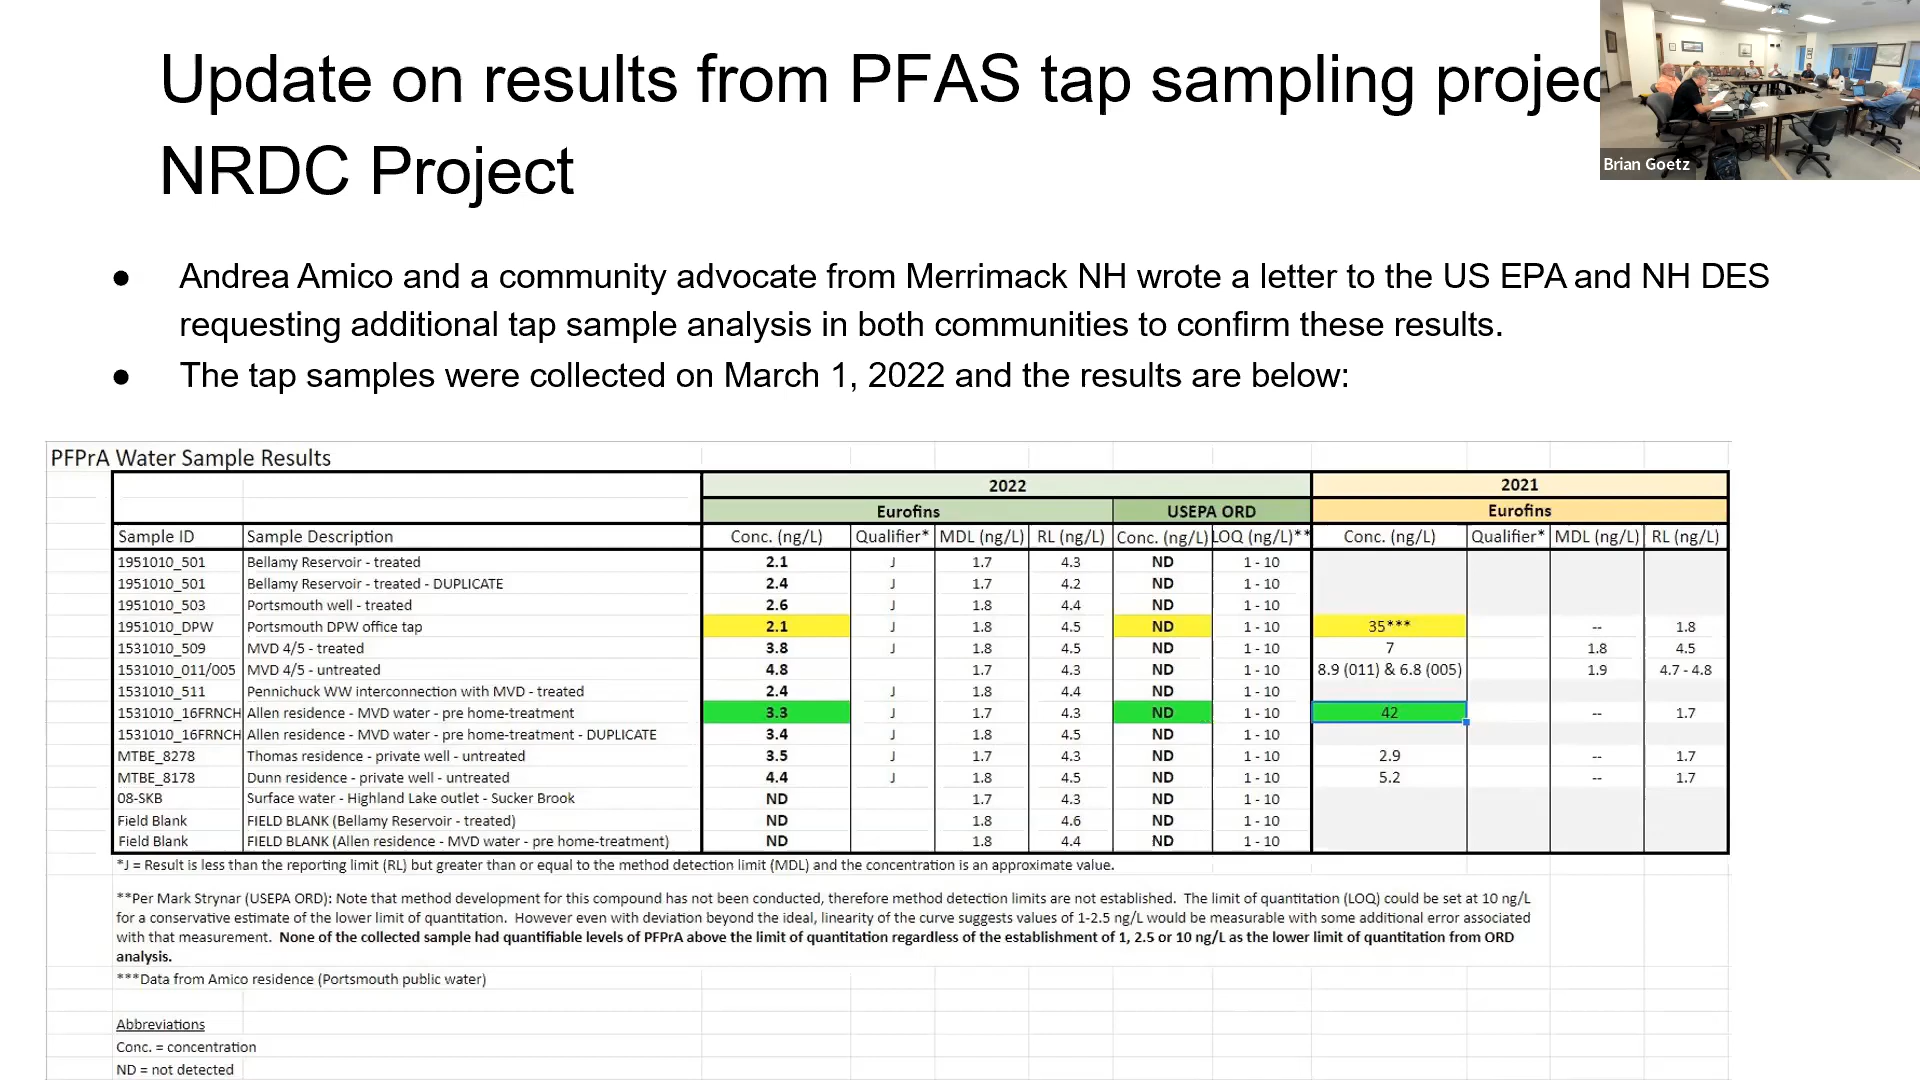 Update on results from PFAS tap sampling projec
NRDC Project
Brian Goetz
● Andrea Amico and a community advocate from Merrimack NH wrote a letter to the US EPA and NH DES
requesting additional tap sample analysis in both communities to confirm these results.
● The tap samples were collected on March 1, 2022 and the results are below:
PFPrA Water Sample Results
2022 2021
Eurofins USEPA ORD Eurofins
Sample ID Sample Description Conc. (ng/L) Qualifier* MDL (ng/L) RL (ng/L) Conc. (ng/L) LOQ (ng/L)** Conc. (ng/L) Qualifier* MDL (ng/L) RL (ng/L)
1951010_501 Bellamy Reservoir - treated 2.1 J 1.7 4.3 ND 1 - 10
1951010_501 Bellamy Reservoir - treated - DUPLICATE 2.4 J 1.7 4.2 ND 1 - 10
1951010_503 Portsmouth well - treated 2.6 J 1.8 4.4 ND 1 - 10
1951010_DPW Portsmouth DPW office tap 2.1 J 1.8 4.5 ND 1 - 10 35*** -- 1.8
1531010_509 MVD 4/5 - treated 3.8 J 1.8 4.5 ND 1 - 10 7 1.8 4.5
1531010_011/005 MVD 4/5 - untreated 4.8 1.7 4.3 ND 1 - 10 8.9 (011) & 6.8 (005) 1.9 4.7 - 4.8
1531010_511 Pennichuck WW interconnection with MVD - treated 2.4 J 1.8 4.4 ND 1 - 10
1531010_16FRNCH Allen residence - MVD water - pre home-treatment 3.3 J 1.7 4.3 ND 1 - 10 42 -- 1.7
1531010_16FRNCH Allen residence - MVD water - pre home-treatment - DUPLICATE 3.4 J 1.8 4.5 ND 1 - 10
MTBE_8278 Thomas residence - private well - untreated 3.5 J 1.7 4.3 ND 1 - 10 2.9 -- 1.7
MTBE_8178 Dunn residence - private well - untreated 4.4 J 1.8 4.5 ND 1 - 10 5.2 -- 1.7
08-SKB Surface water - Highland Lake outlet - Sucker Brook ND 1.7 4.3 ND 1 - 10
Field Blank FIELD BLANK (Bellamy Reservoir - treated) ND 1.8 4.6 ND 1 - 10
Field Blank FIELD BLANK (Allen residence - MVD water - pre home-treatment) ND 1.8 4.4 ND 1 - 10
*J = Result is less than the reporting limit (RL) but greater than or equal to the method detection limit (MDL) and the concentration is an approximate value.
**Per Mark Strynar (USEPA ORD): Note that method development for this compound has not been conducted, therefore method detection limits are not established. The limit of quantitation (LOQ) could be set at 10 ng/L
for a conservative estimate of the lower limit of quantitation. However even with deviation beyond the ideal, linearity of the curve suggests values of 1-2.5 ng/L would be measurable with some additional error associated
with that measurement. None of the collected sample had quantifiable levels of PFPrA above the limit of quantitation regardless of the establishment of 1, 2.5 or 10 ng/L as the lower limit of quantitation from ORD
analysis.
***Data from Amico residence (Portsmouth public water)
Abbreviations
Conc. = concentration
ND = not detected